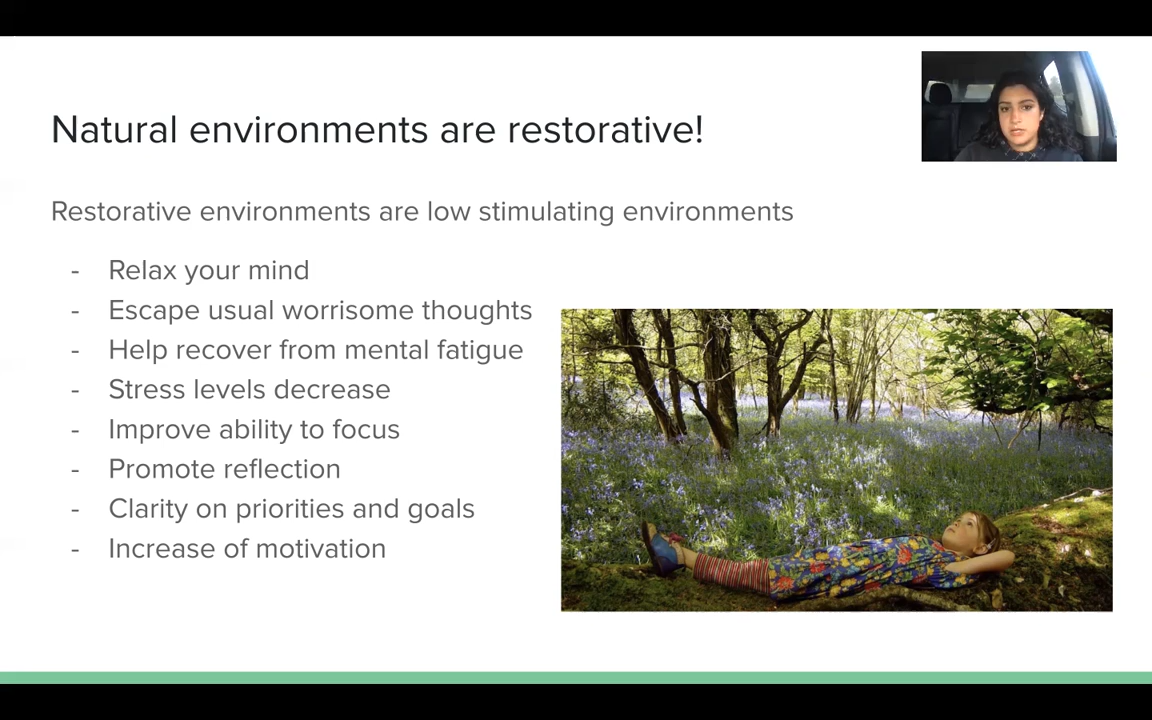 Natural environments are restorative!
Restorative environments are low stimulating environments
- Relax your mind
- Escape usual worrisome thoughts
- Help recover from mental fatigue
- Stress levels decrease
- Improve ability to focus
- Promote reflection
- Clarity on priorities and goals
- Increase of motivation